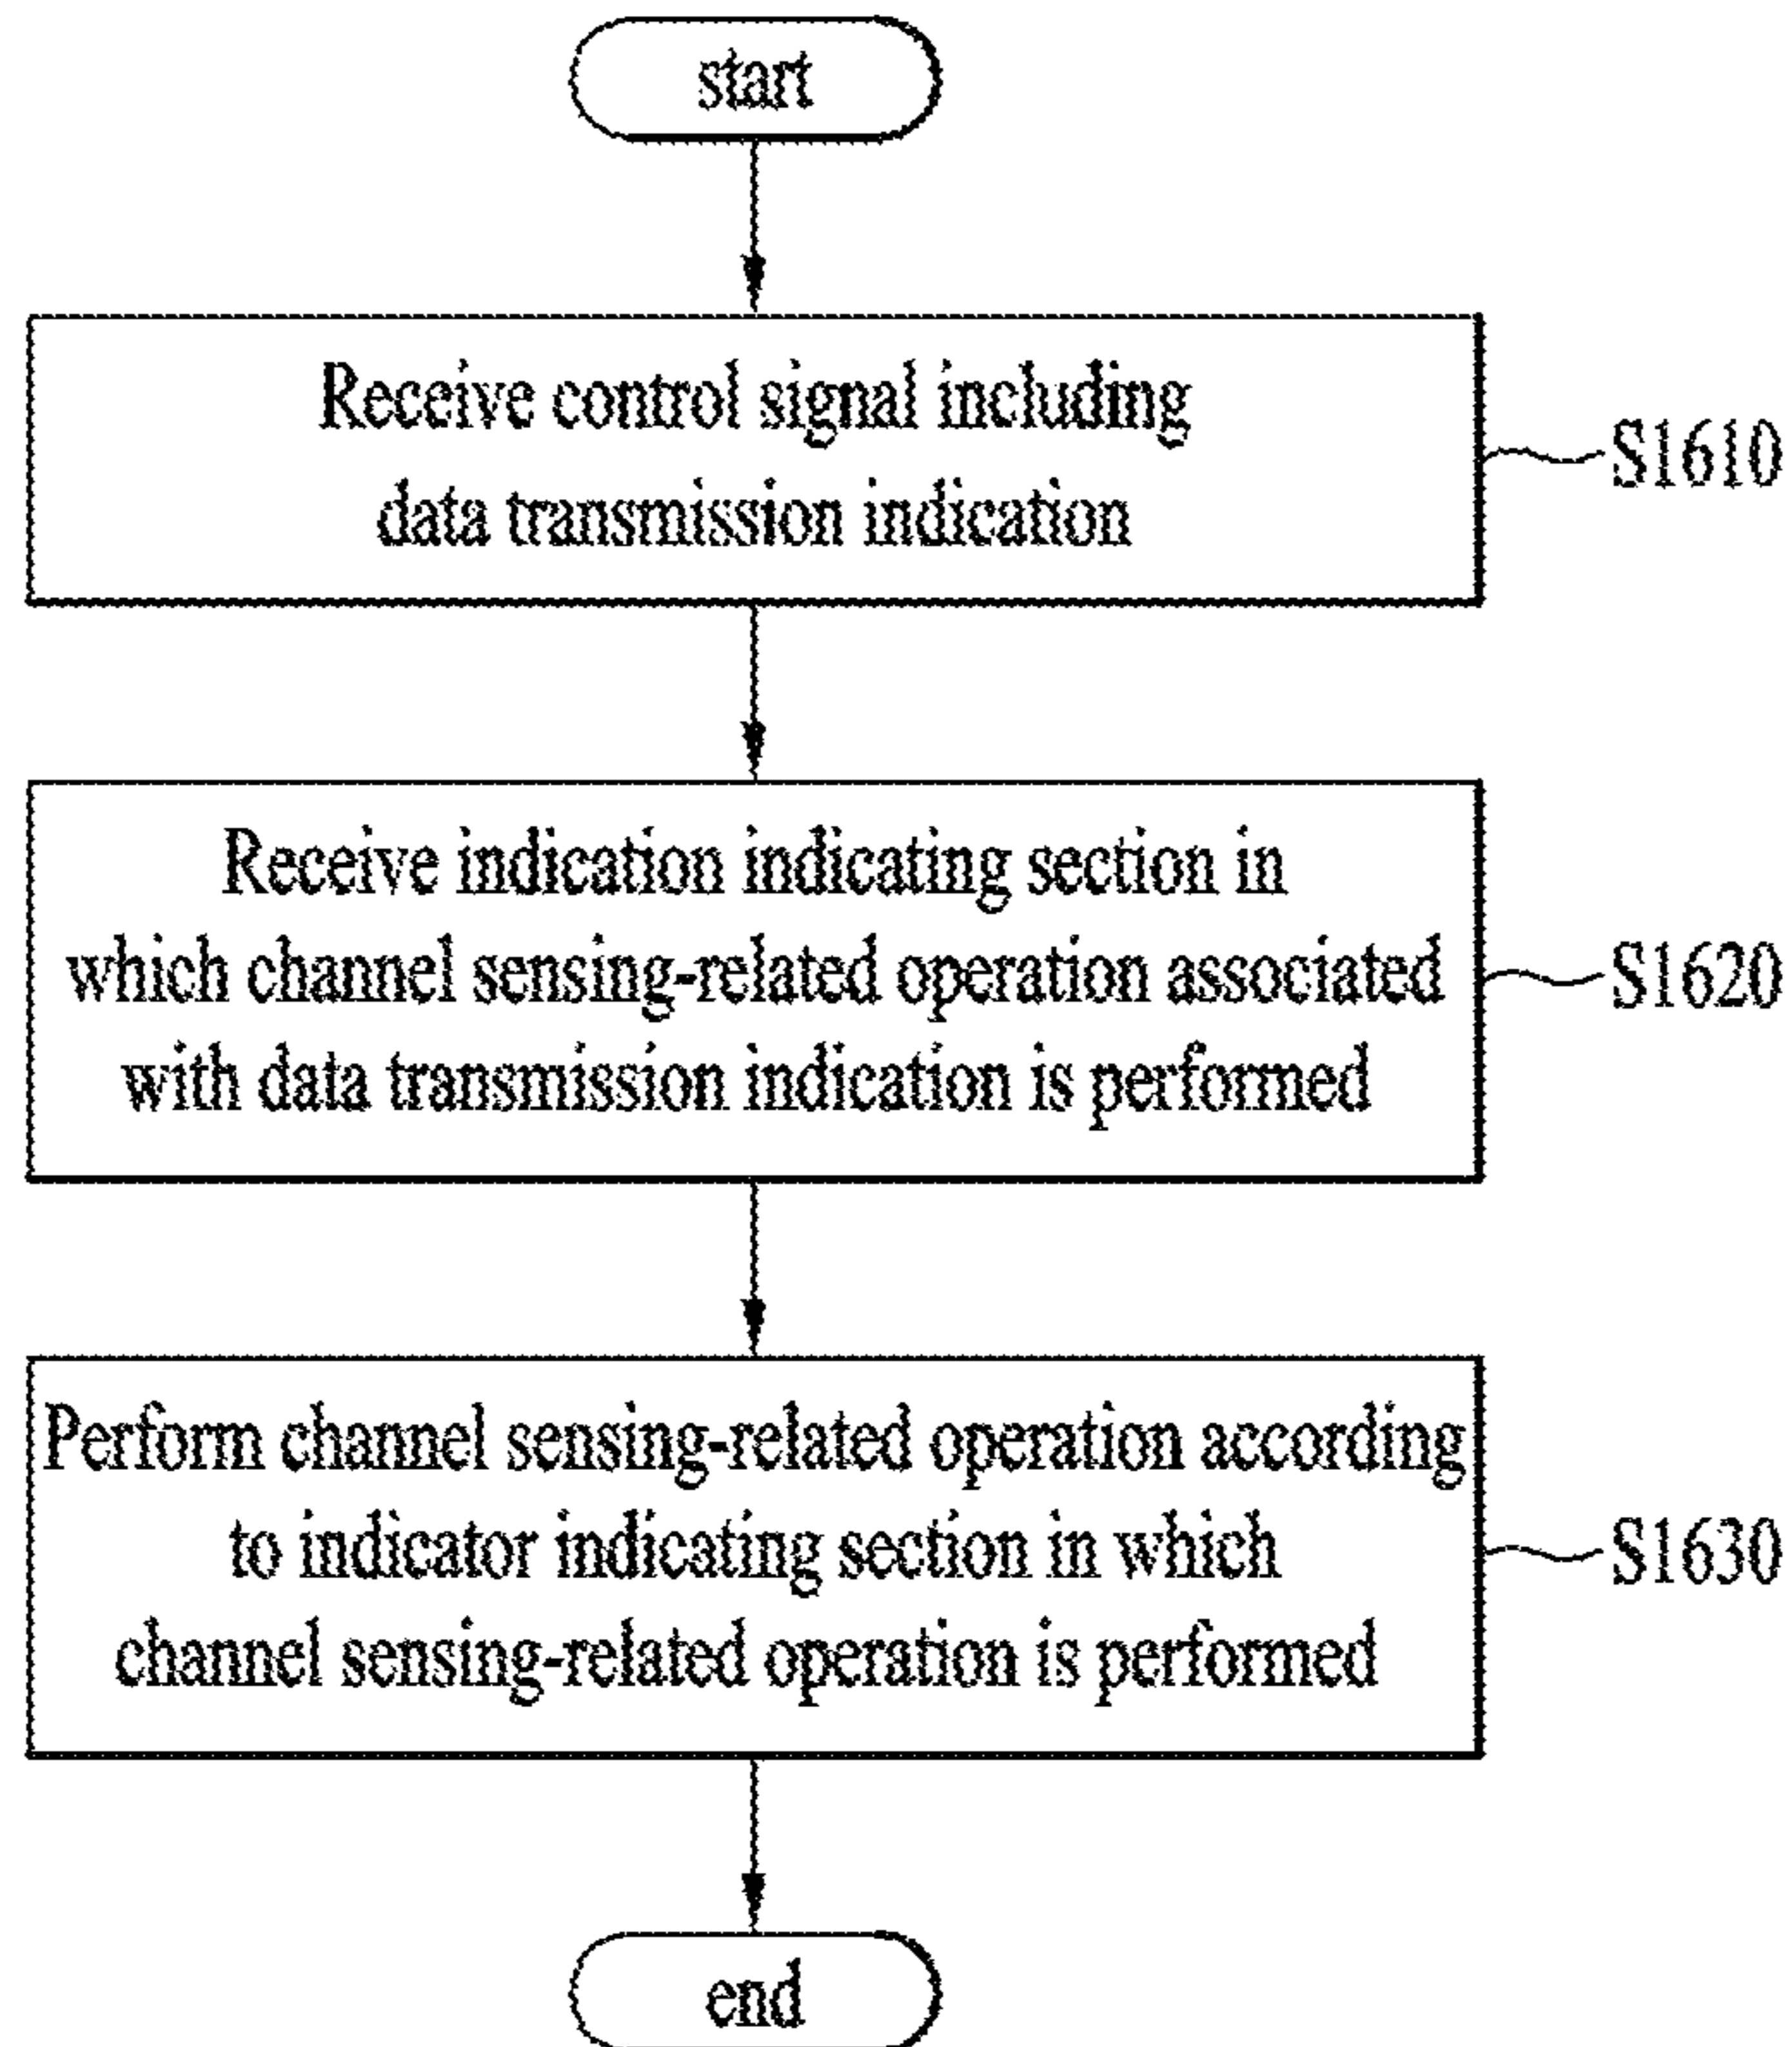 start
Receive control signal including
data transmission indication
S1610
Receive indication indicating section in
which channel sensing-related operation associated
with data transmission indication is performed
S1620
Perform channel sensing-related operation according
to indicator indicating section in which
channel sensing-related operation is performed
S1630
end